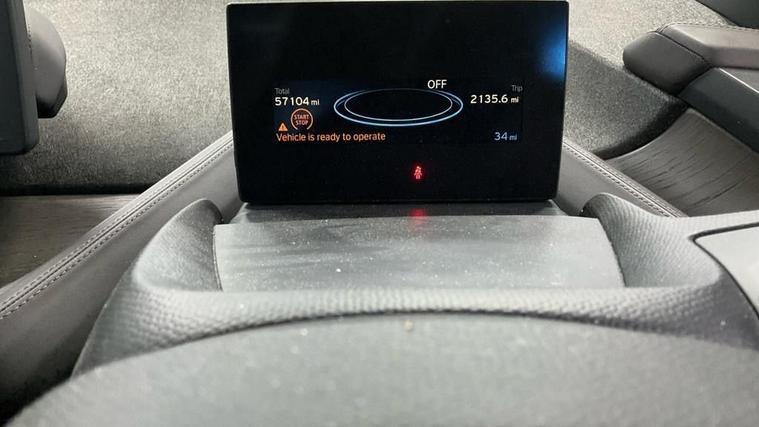 OFF
Total
57104 mi
Trip
2135.6 mi
START
STOP
Vehicle is ready to operate
34 mi